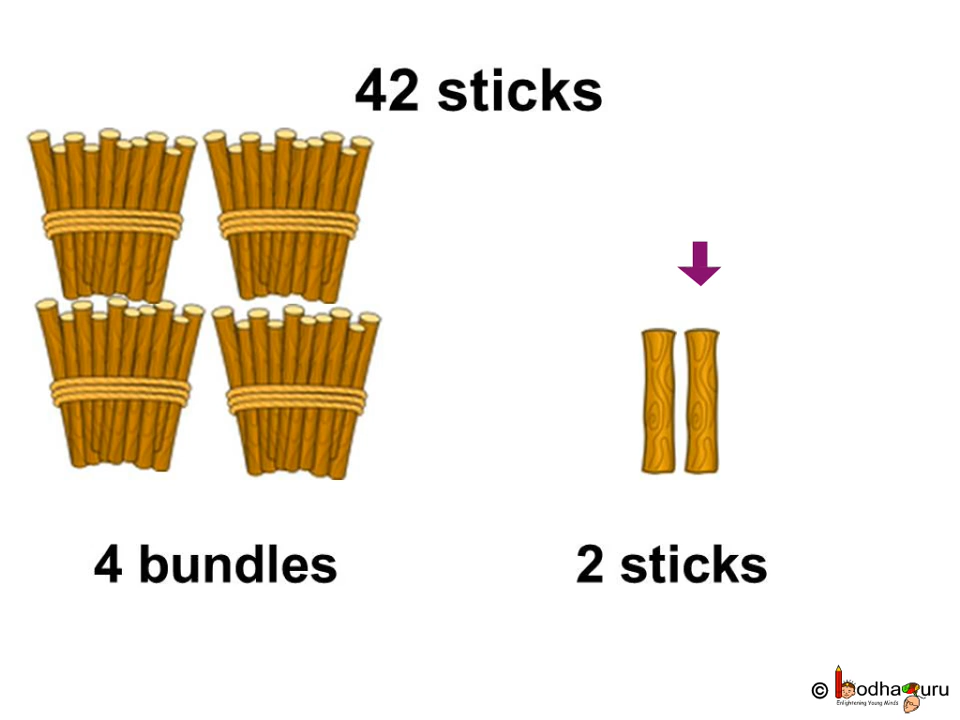 42 sticks
4 bundles
2 sticks
© bodhaguru
Enlightening Young Minds